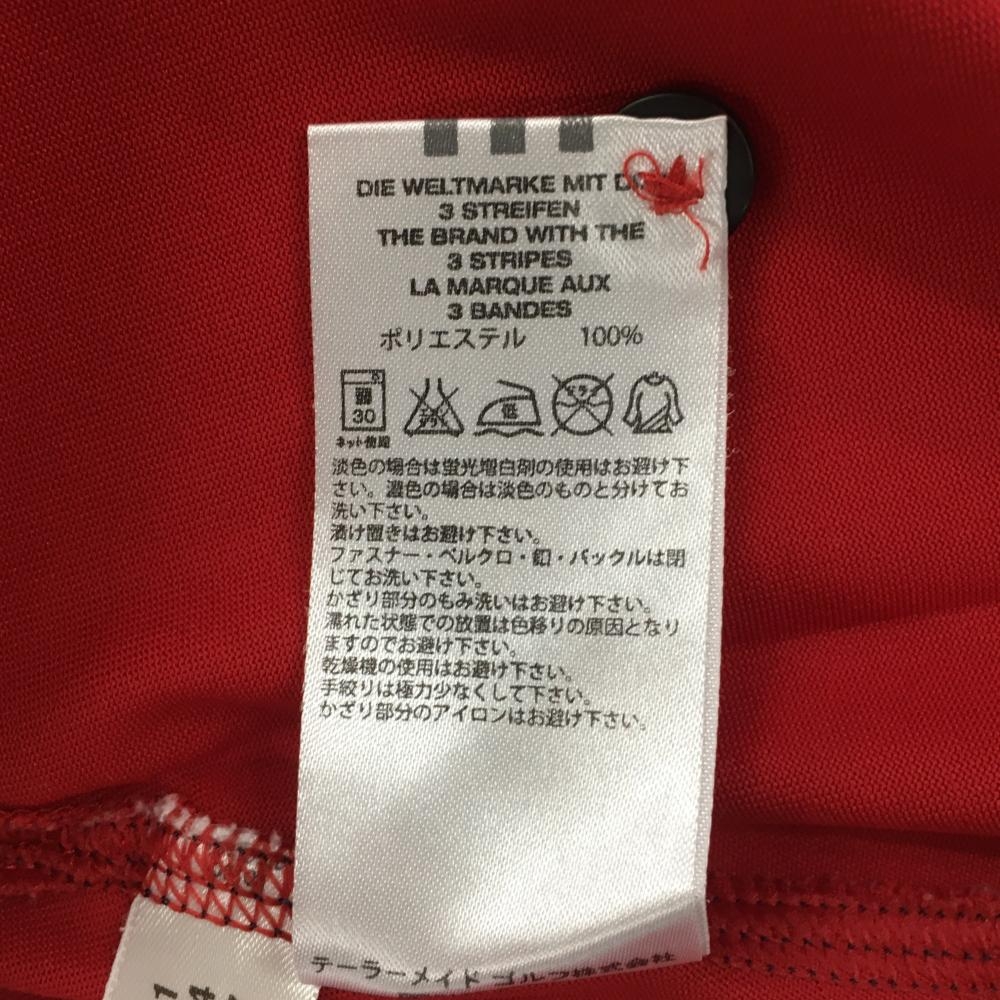 DIE WELTMARKE MIT
3 STREIFEN
THE BRAND WITH THE
3 STRIPES
LA MARQUE AUX
3 BANDES
ポリエステル 100%
弱
30
低
ネット使用
淡色の場合は蛍光増白剤の使用はお避け下
さい。濃色の場合は淡色のものと分けてお
洗い下さい。
漬け置きはお避け下さい。
ファスナー・ベルクロ・釦・バックルは閉
じてお洗い下さい。
かざり部分のもみ洗いはお避け下さい。
濡れた状態での放置は色移りの原因となり
ますのでお避け下さい。
乾燥機の使用はお避け下さい。
手絞りは極力少なくして下さい。
かざり部分のアイロンはお避け下さい。
テーラーメイド ゴルフ株式会社